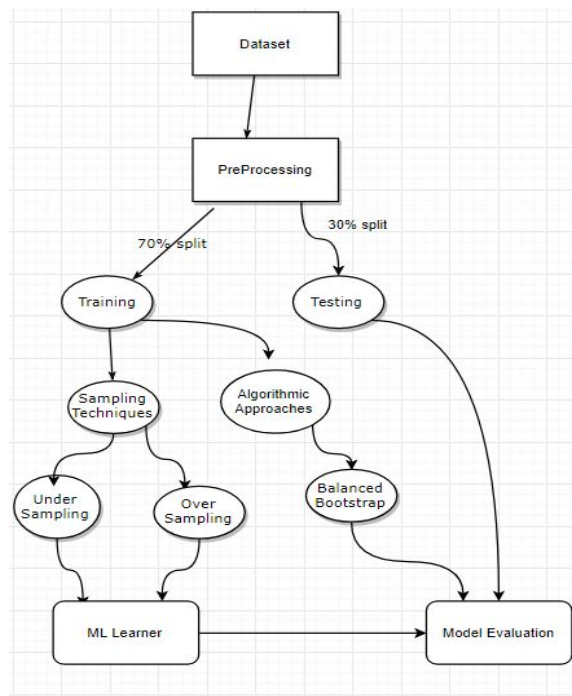 Dataset
PreProcessing
70% split
30% split
Training
Testing
Sampling
Techniques
Algorithmic
Approaches
Under
Sampling
Over
Sampling
Balanced
Bootstrap
ML Learner
Model Evaluation